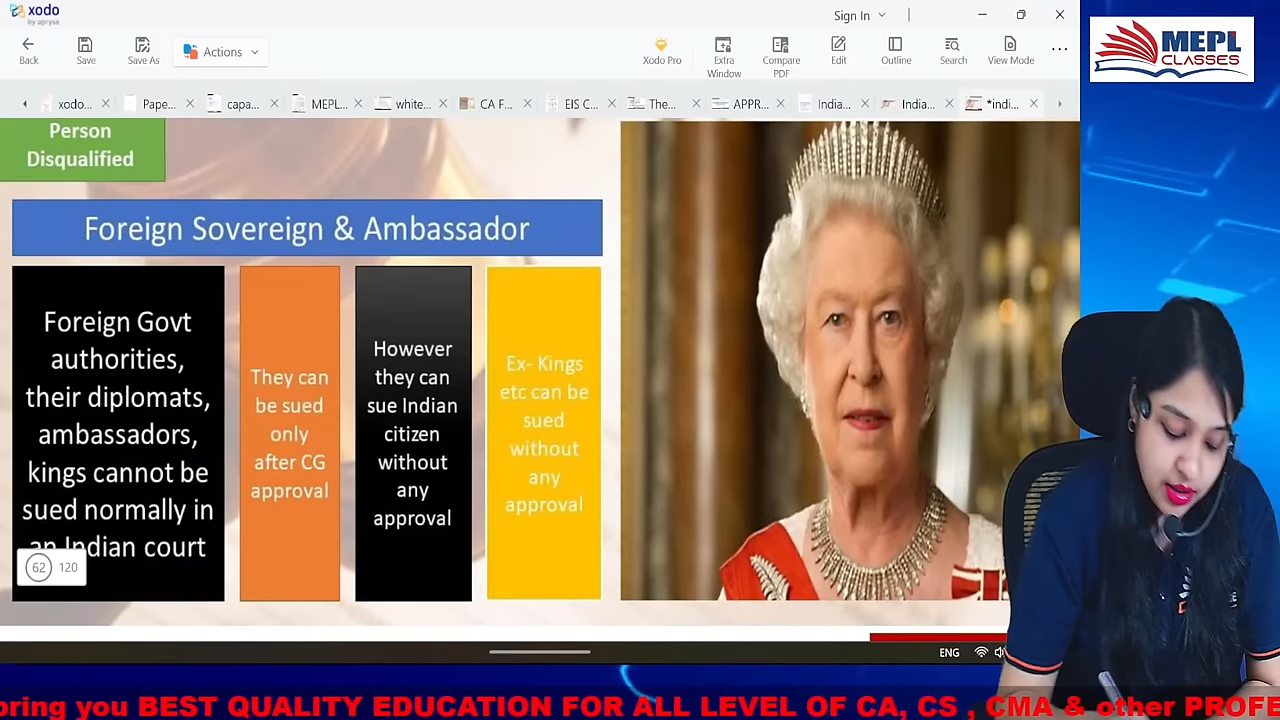 xodo
by apryse
Sign In
Back
Save
Save As
Actions
Xodo Pro
Extra
Window
Compare
PDF
Edit
Outline
Search
View Mode
xodo...
Pape...
capa...
MEPL...
white...
CA F...
EIS C...
The...
APPR...
India...
India...
*indi...
MEPL
CLASSES
Person
Disqualified
Foreign Sovereign & Ambassador
Foreign Govt
authorities,
their diplomats,
ambassadors,
kings cannot be
sued normally in
an Indian court
They can
be sued
only
after CG
approval
However
they can
sue Indian
citizen
without
any
approval
Ex- Kings
etc can be
sued
without
any
approval
62 120
ENG
bring you BEST QUALITY EDUCATION FOR ALL LEVEL OF CA, CS , CMA & other PROFE